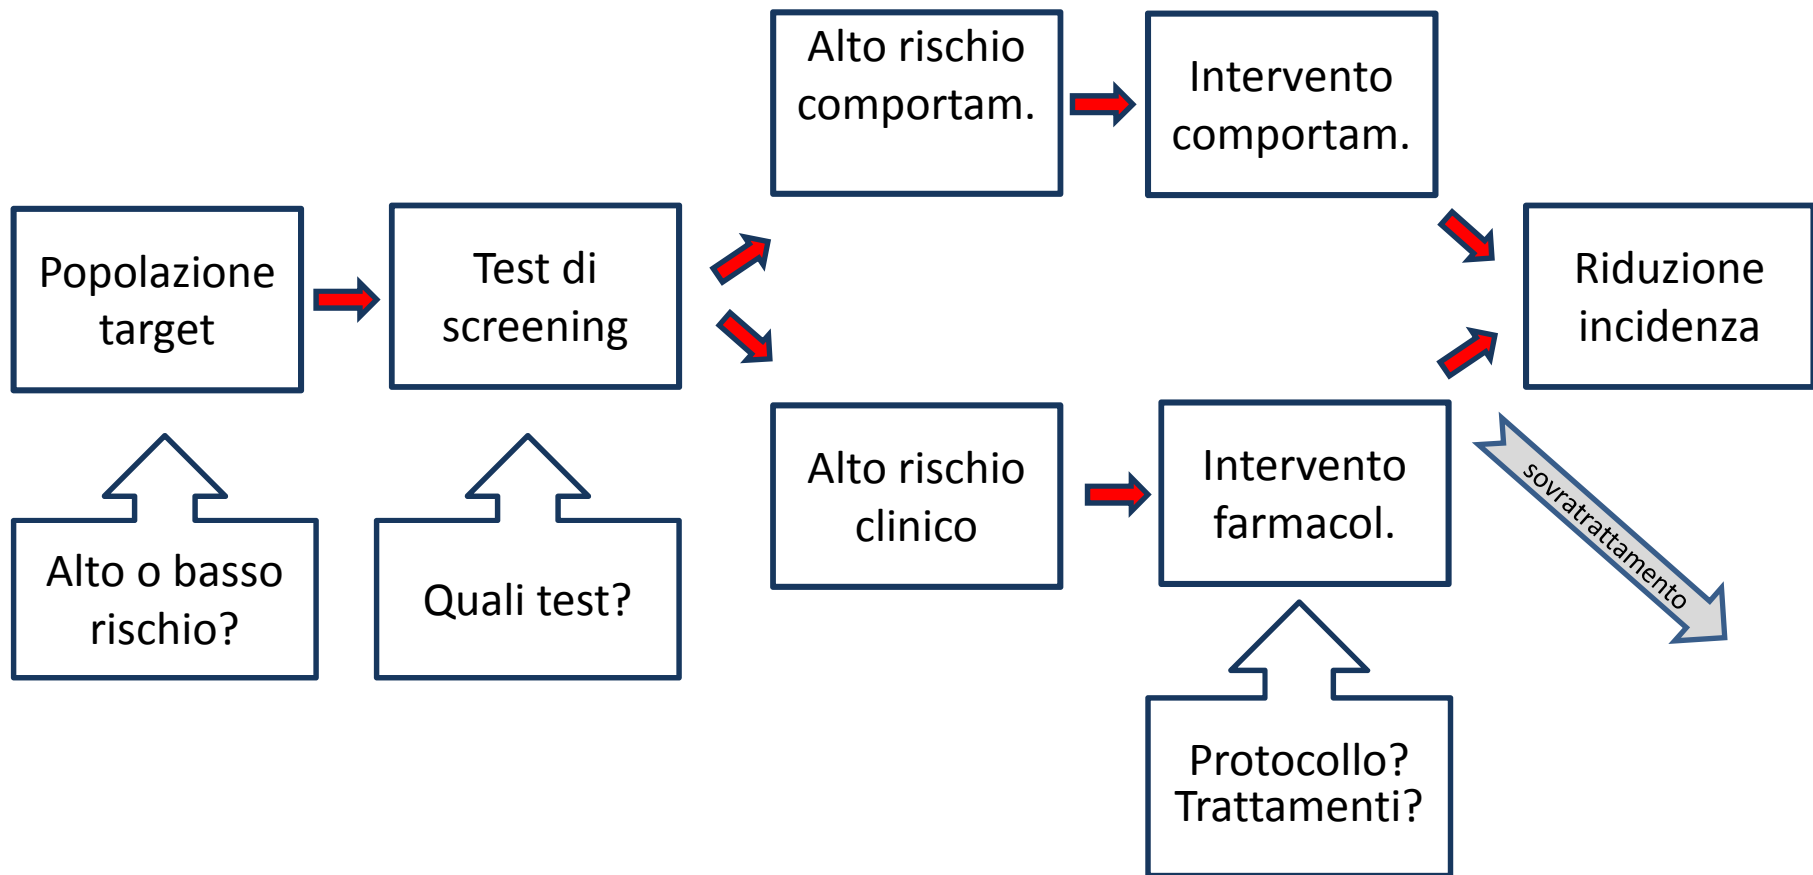 Alto rischio
comportam.
Intervento
comportam.
Popolazione
target
Test di
screening
Riduzione
incidenza
Alto rischio
clinico
Intervento
farmacol.
sovratrattamento
Alto o basso
rischio?
Quali test?
Protocollo?
Trattamenti?